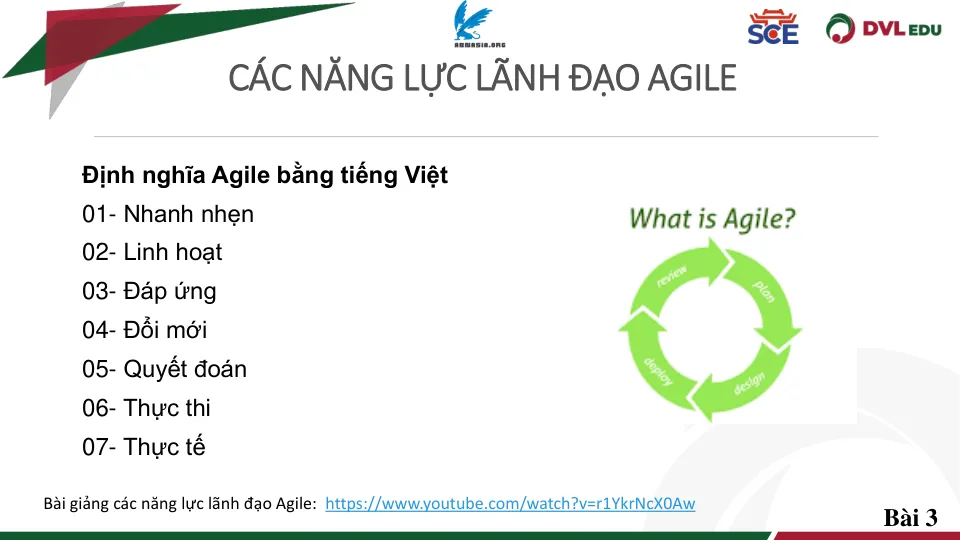 ARMASIA.ORG
SCE
DVL EDU
CÁC NĂNG LỰC LÃNH ĐẠO AGILE
Định nghĩa Agile bằng tiếng Việt
01- Nhanh nhẹn
02- Linh hoạt
03- Đáp ứng
04- Đổi mới
05- Quyết đoán
06- Thực thi
07- Thực tế
What is Agile?
review
plan
design
deploy
Bài giảng các năng lực lãnh đạo Agile: https://www.youtube.com/watch?v=r1YkrNcX0Aw
Bài 3